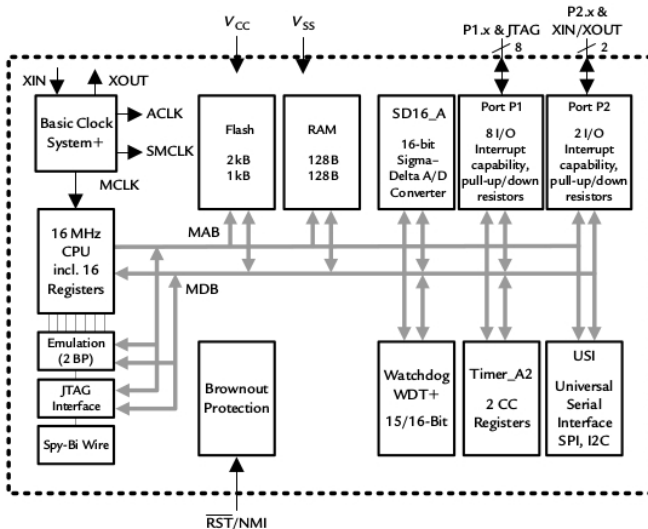 V_CC
V_SS
P1.x & JTAG
8
P2.x &
XIN/XOUT
2
XIN
XOUT
Basic Clock
System+
ACLK
SMCLK
MCLK
Flash
2kB
1kB
RAM
128B
128B
SD16_A
16-bit
Sigma–
Delta A/D
Converter
Port P1
8 I/O
Interrupt
capability,
pull-up/down
resistors
Port P2
2 I/O
Interrupt
capability,
pull-up/down
resistors
16 MHz
CPU
incl. 16
Registers
MAB
MDB
Emulation
(2 BP)
JTAG
Interface
Spy-Bi Wire
Brownout
Protection
Watchdog
WDT+
15/16-Bit
Timer_A2
2 CC
Registers
USI
Universal
Serial
Interface
SPI, I2C
R̅S̅T̅/NMI